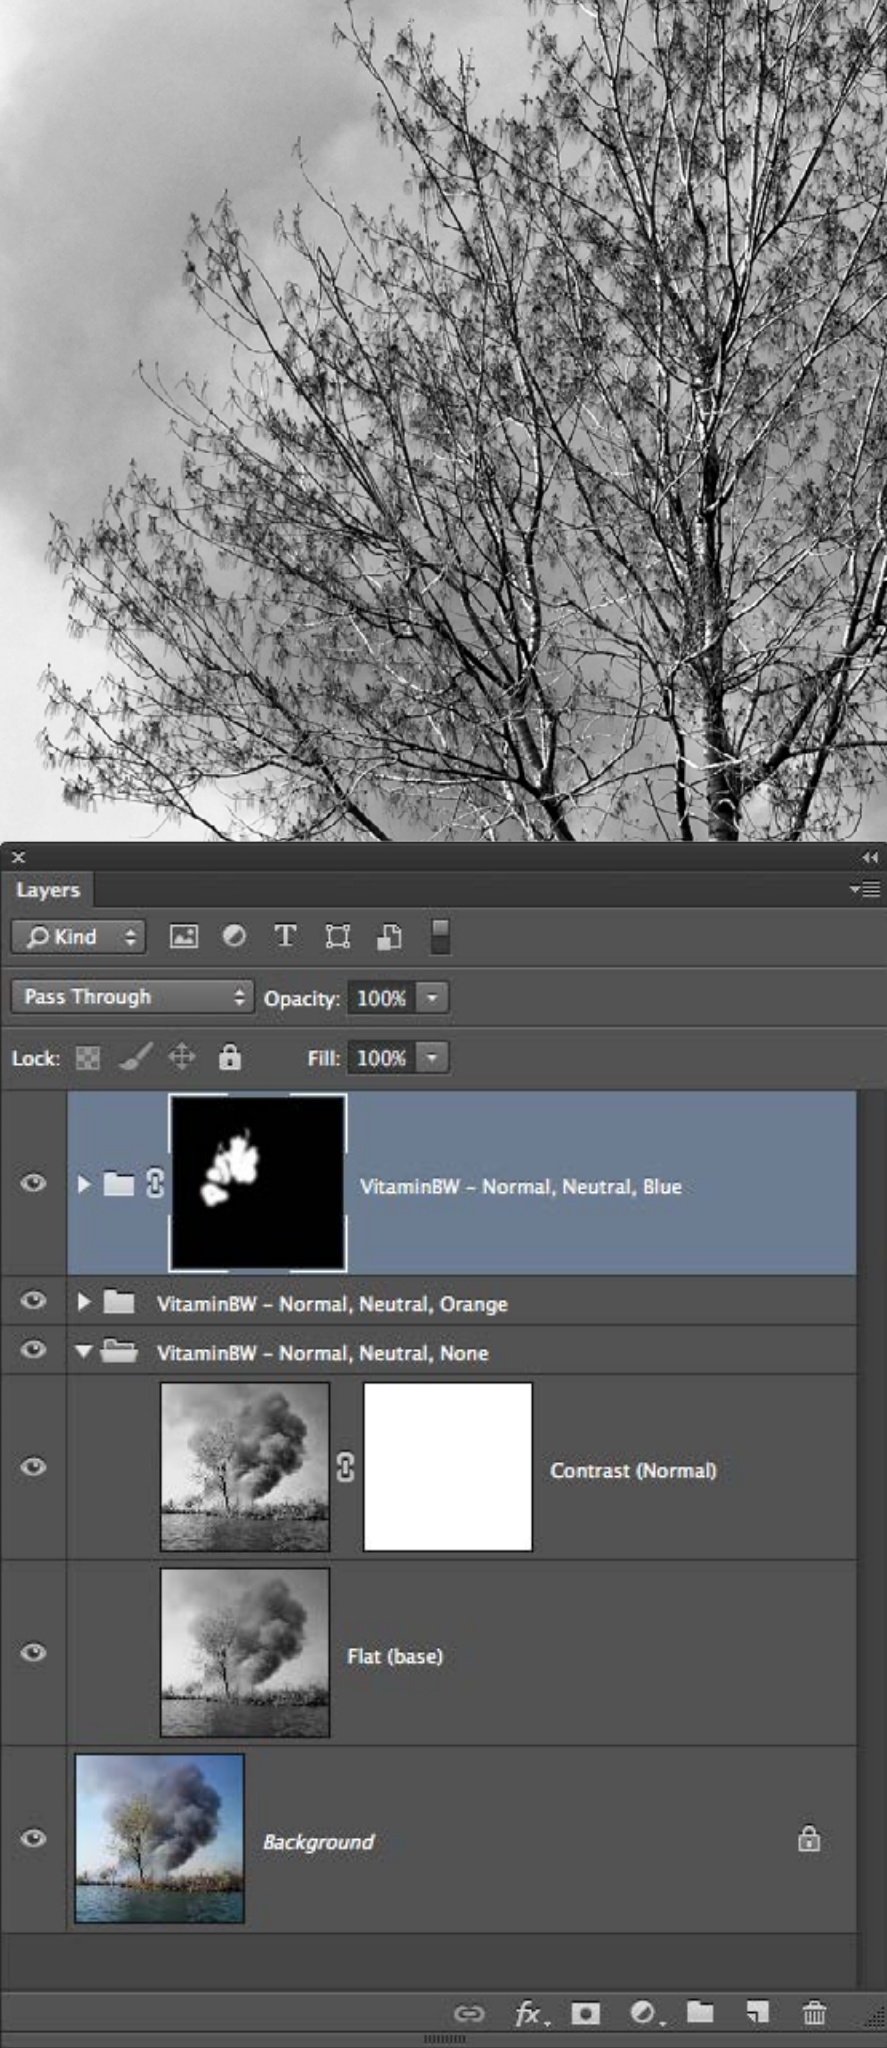 Layers
Kind
Pass Through Opacity: 100%
Lock: Fill: 100%
VitaminBW – Normal, Neutral, Blue
VitaminBW – Normal, Neutral, Orange
VitaminBW – Normal, Neutral, None
Contrast (Normal)
Flat (base)
Background
fx